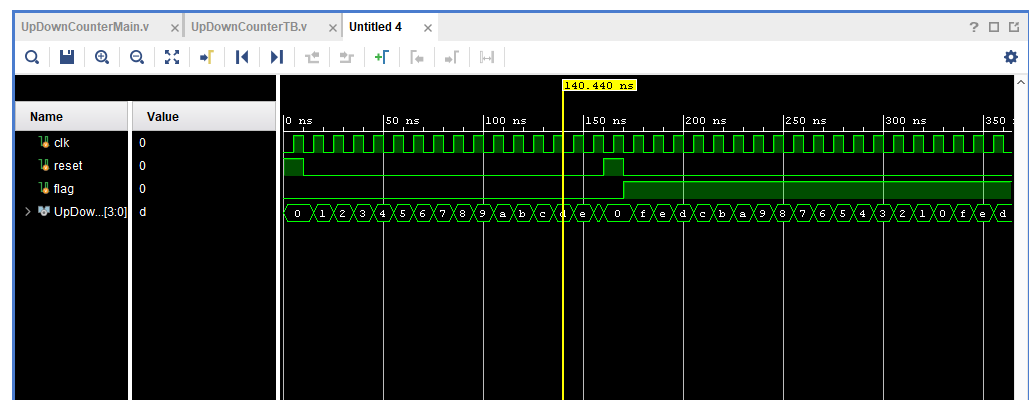 UpDownCounterMain.v × UpDownCounterTB.v × Untitled 4 × ?
140.440 ns
Name Value
0 ns 50 ns 100 ns 150 ns 200 ns 250 ns 300 ns 350
clk 0
reset 0
flag 0
> UpDow...[3:0] d 0 1 2 3 4 5 6 7 8 9 a b c d e 0 f e d c b a 9 8 7 6 5 4 3 2 1 0 f e d